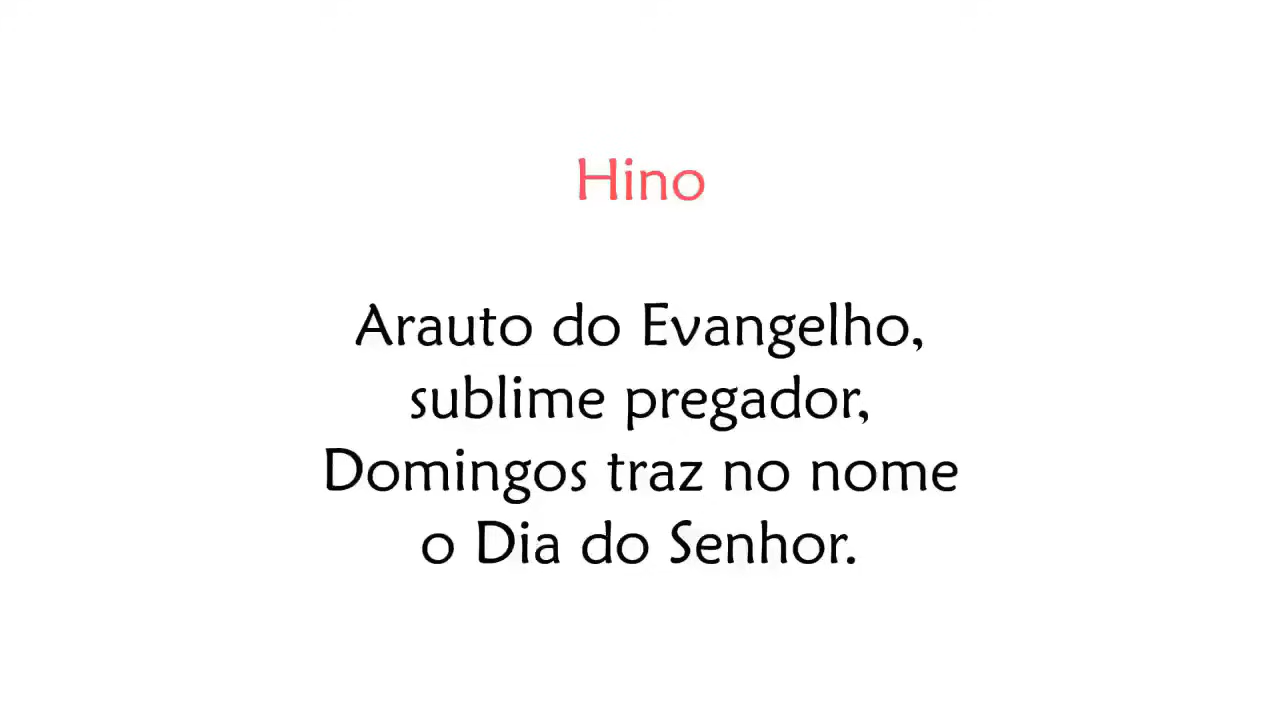 Hino
Arauto do Evangelho,
sublime pregador,
Domingos traz no nome
o Dia do Senhor.